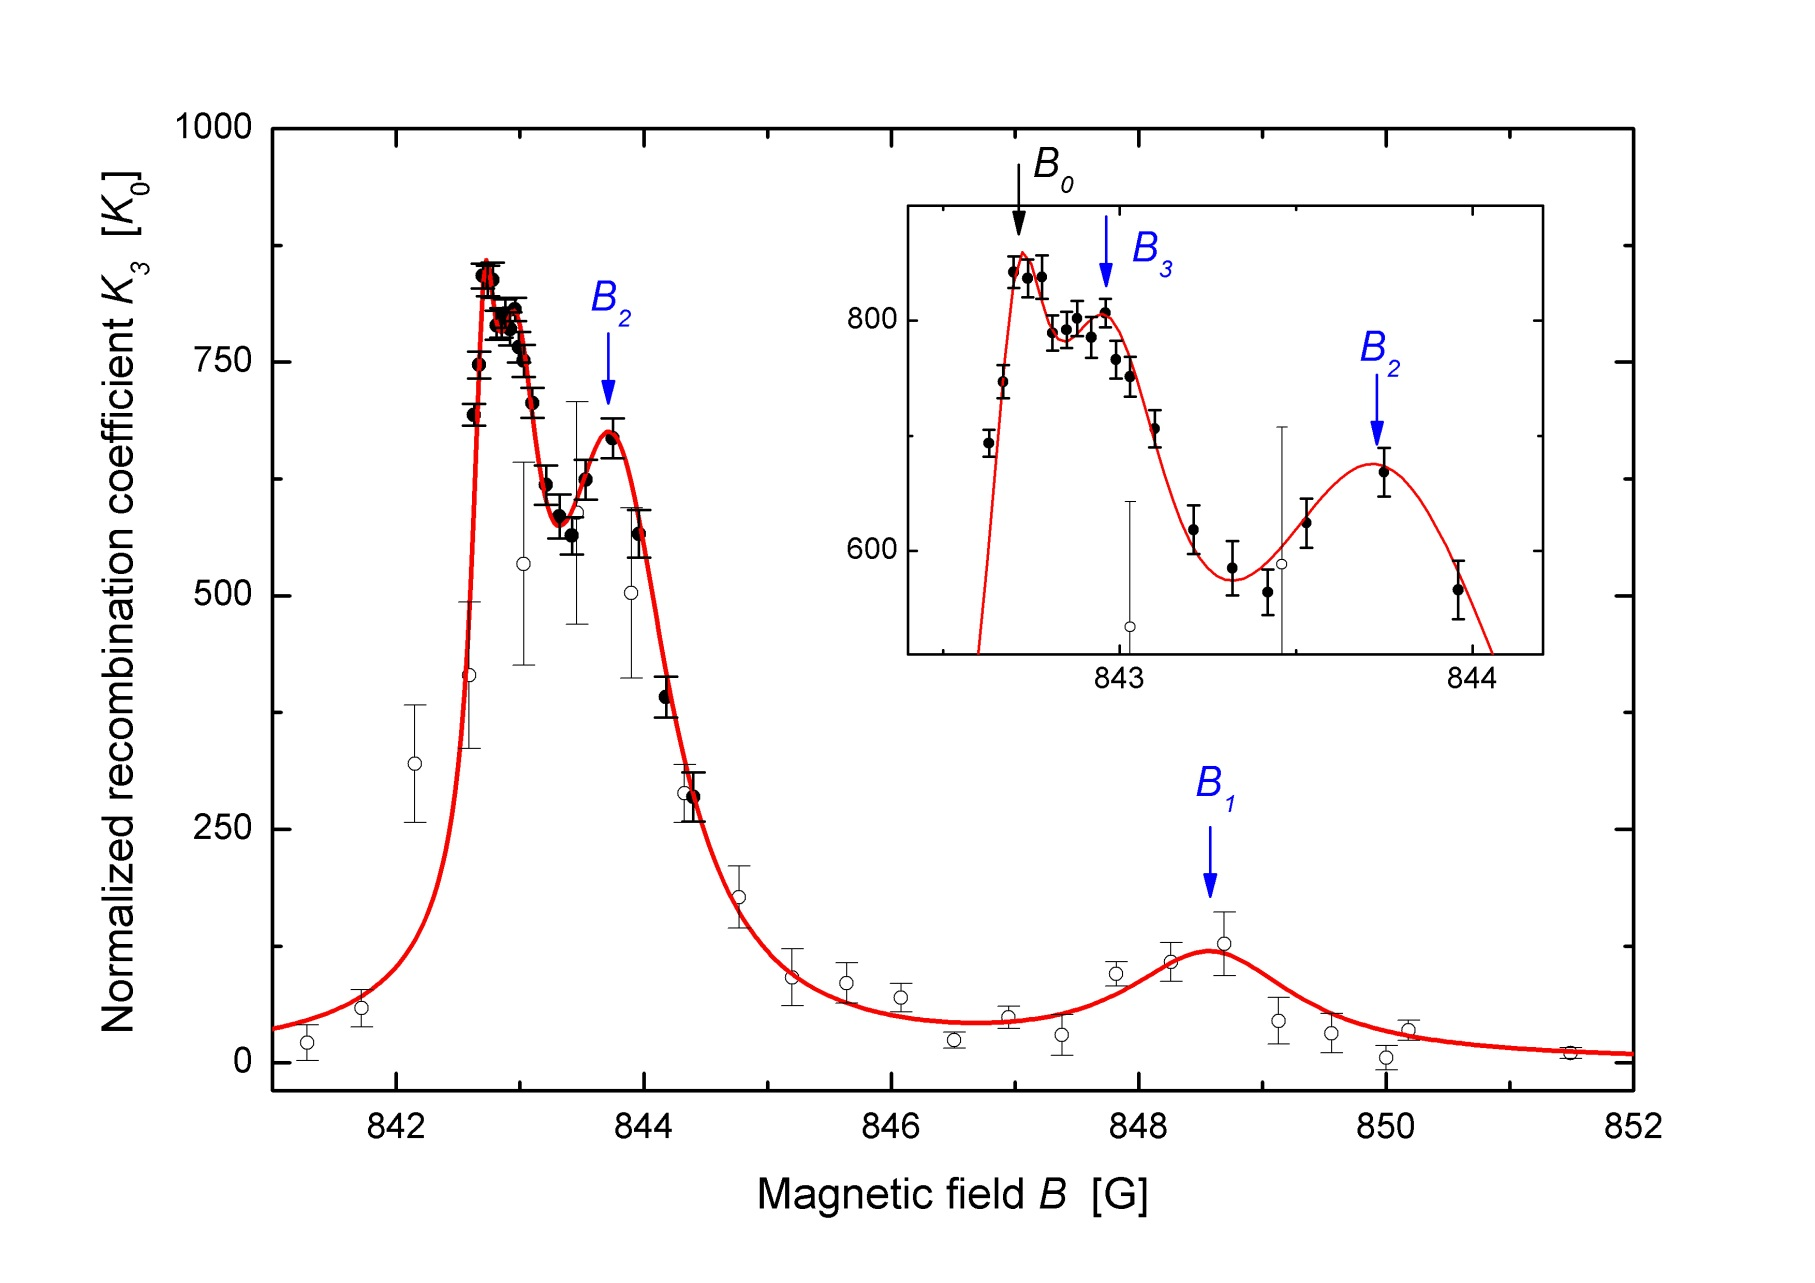 Normalized recombination coefficient K3 [K0]
1000
750
500
250
0
B2
B0
B3
B2
800
600
843 844
B1
842 844 846 848 850 852
Magnetic field B [G]